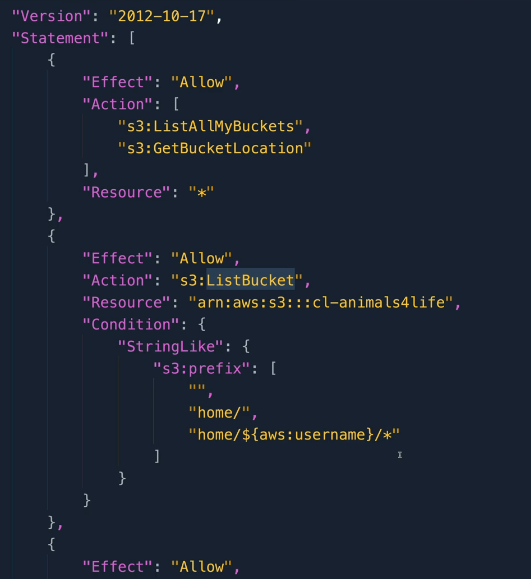 "Version": "2012-10-17",
"Statement": [
{
"Effect": "Allow",
"Action": [
"s3:ListAllMyBuckets",
"s3:GetBucketLocation"
],
"Resource": "*"
},
{
"Effect": "Allow",
"Action": "s3:ListBucket",
"Resource": "arn:aws:s3:::cl-animals4life",
"Condition": {
"StringLike": {
"s3:prefix": [
"",
"home/",
"home/${aws:username}/*"
]
}
}
},
{
"Effect": "Allow",